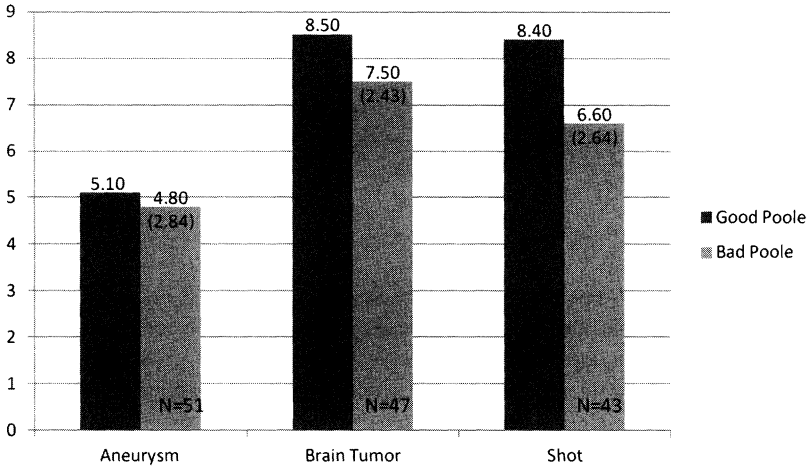 9
8
7
6
5
4
3
2
1
0
5.10
4.80
(2.84)
N=51
8.50
7.50
(2.43)
N=47
8.40
6.60
(2.64)
N=43
Aneurysm
Brain Tumor
Shot
Good Poole
Bad Poole